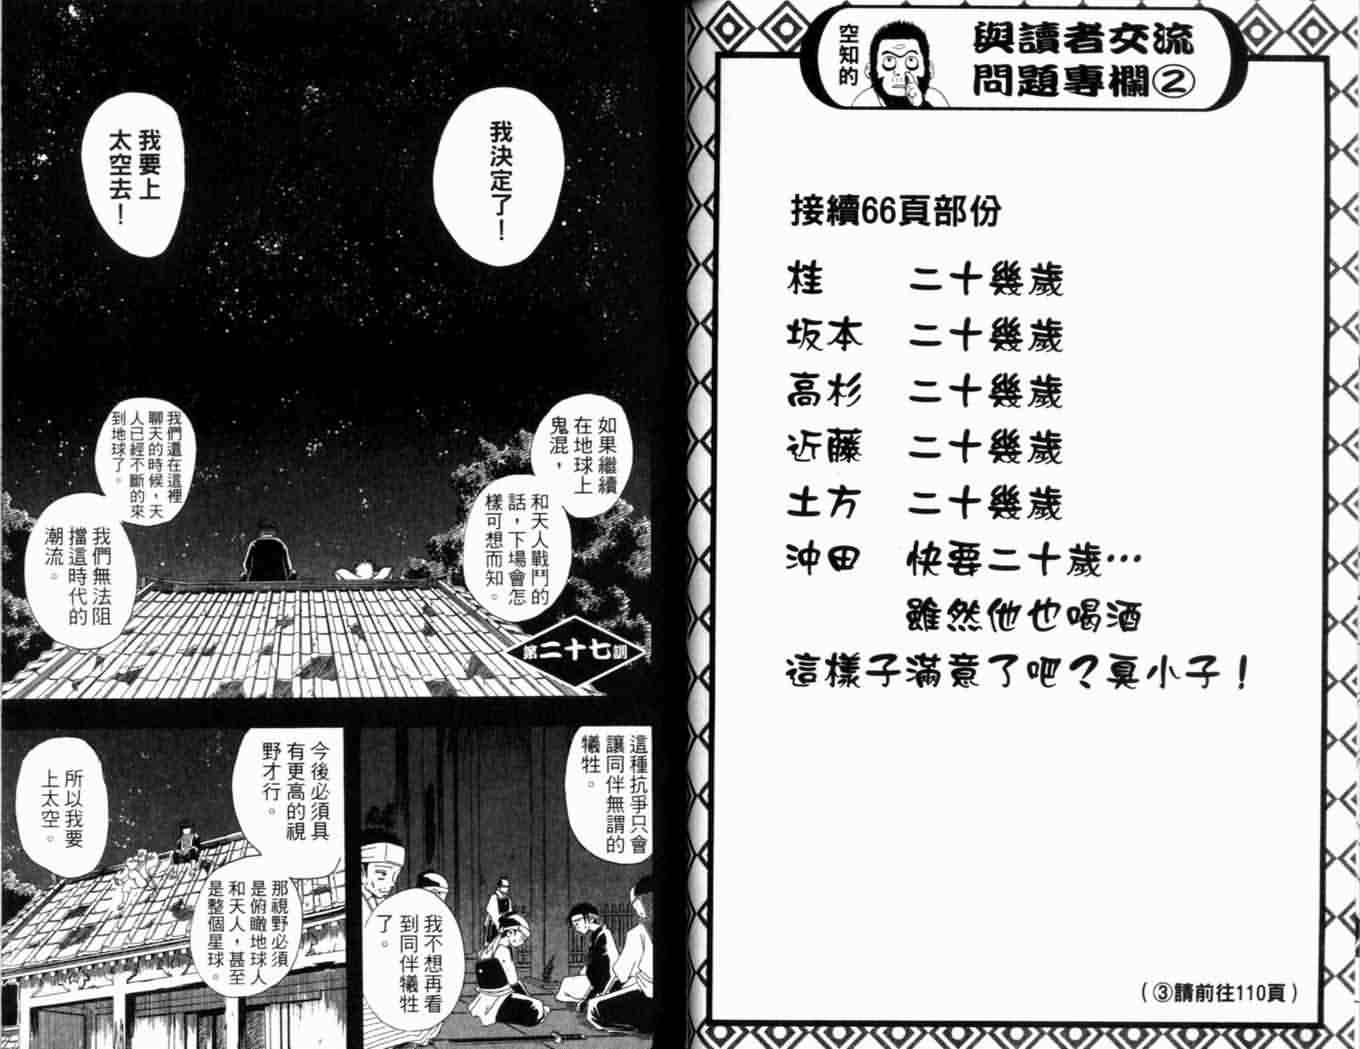 空知的
與讀者交流
問題專欄②
接續66頁部份
桂 二十幾歲
坂本 二十幾歲
高杉 二十幾歲
近藤 二十幾歲
土方 二十幾歲
沖田 快要二十歲…
雖然他也喝酒
這樣子滿意了吧？臭小子！
（③請前往110頁）
我決定了！
我要上
太空去！
如果繼續
在地球上
鬼混，
和天人戰鬥的
話，下場會怎
樣可想而知。
我們還在這裡
聊天的時候，天
人已經不斷的來
到地球了。
我們無法阻
擋這時代的
潮流。
第二十七訓
這種抗爭只會
讓同伴無謂的
犧牲。
我不想再看
到同伴犧牲
了。
今後必須具
有更高的視
野才行。
那視野必須
是俯瞰地球人
和天人，甚至
是整個星球。
所以我要
上太空。